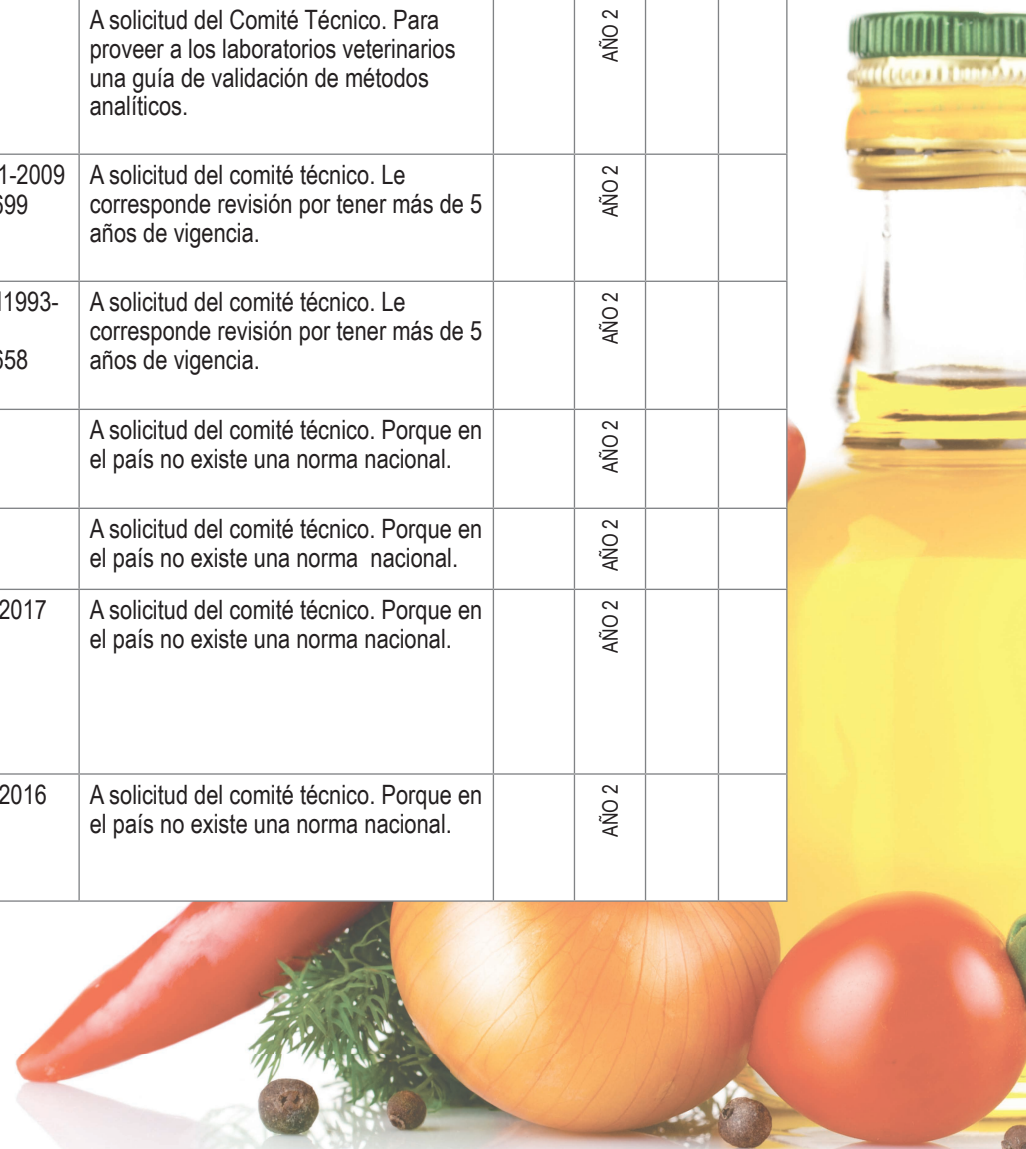 A solicitud del Comité Técnico. Para
proveer a los laboratorios veterinarios
una guía de validación de métodos
analíticos.
AÑO 2
1-2009
699
A solicitud del comité técnico. Le
corresponde revisión por tener más de 5
años de vigencia.
AÑO 2
1993-
658
A solicitud del comité técnico. Le
corresponde revisión por tener más de 5
años de vigencia.
AÑO 2
A solicitud del comité técnico. Porque en
el país no existe una norma nacional.
AÑO 2
A solicitud del comité técnico. Porque en
el país no existe una norma nacional.
AÑO 2
2017
A solicitud del comité técnico. Porque en
el país no existe una norma nacional.
AÑO 2
2016
A solicitud del comité técnico. Porque en
el país no existe una norma nacional.
AÑO 2